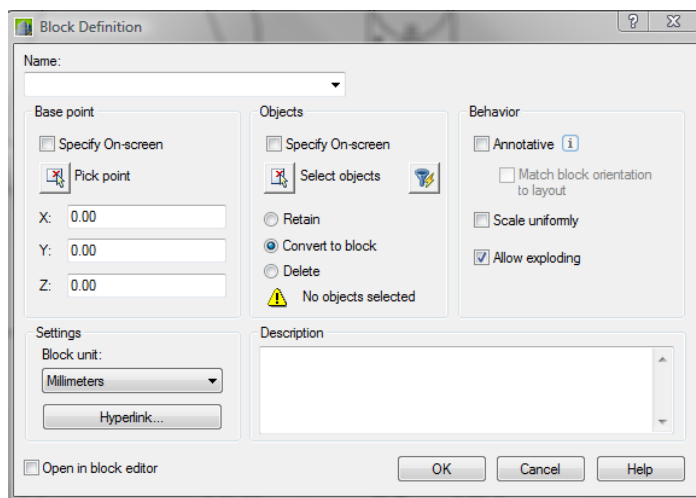 Block Definition
Name:
Base point
Specify On-screen
Pick point
X: 0.00
Y: 0.00
Z: 0.00
Objects
Specify On-screen
Select objects
Retain
Convert to block
Delete
No objects selected
Behavior
Annotative
Match block orientation
to layout
Scale uniformly
Allow exploding
Settings
Block unit:
Millimeters
Hyperlink...
Description
Open in block editor
OK
Cancel
Help